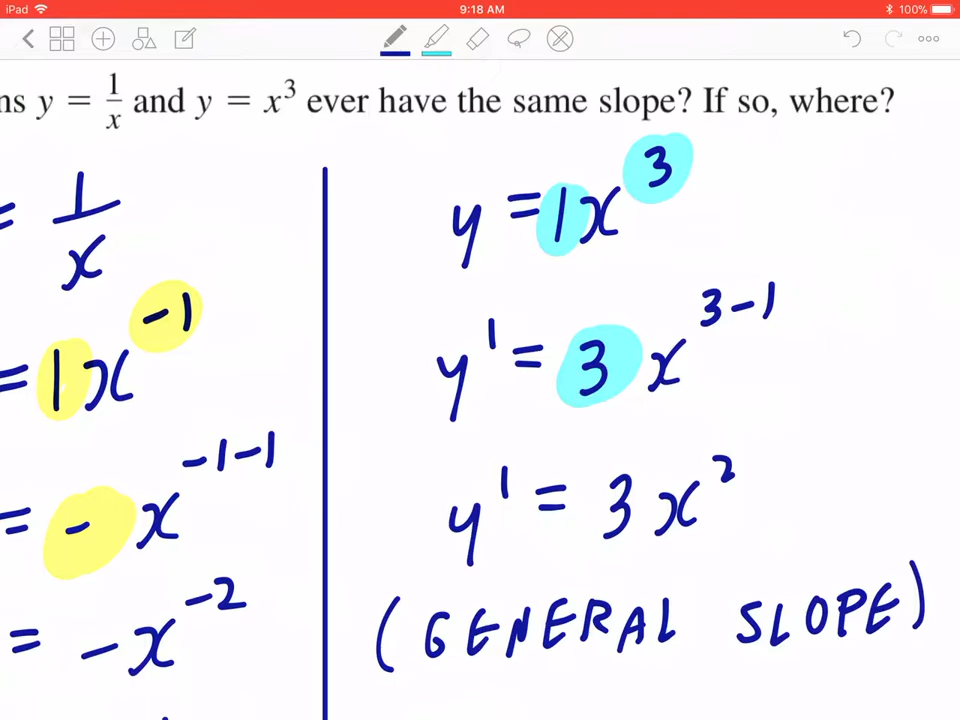 iPad 9:18 AM 100%
ns y = 1/x and y = x³ ever have the same slope? If so, where?
= 1/x
= 1x⁻¹
= -x⁻¹⁻¹
= -x⁻²
y = 1x³
y' = 3x³⁻¹
y' = 3x²
(GENERAL SLOPE)